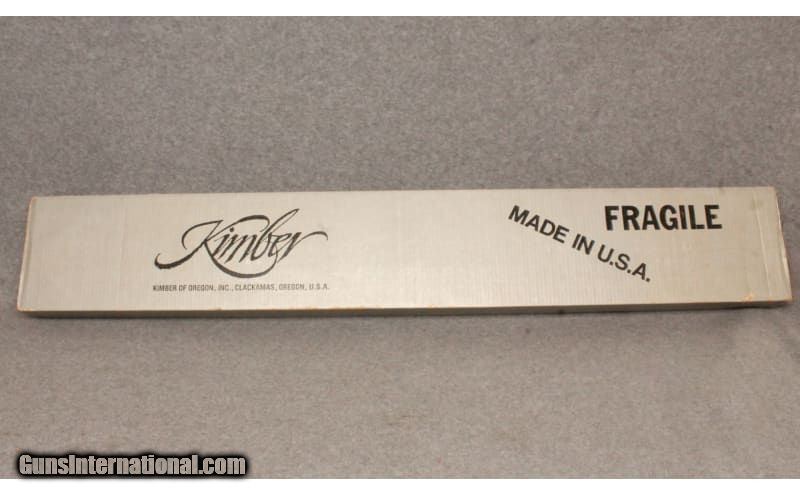 Kimber
KIMBER OF OREGON, INC., CLACKAMAS, OREGON, U.S.A.
MADE IN U.S.A.
FRAGILE
GunsInternational.com